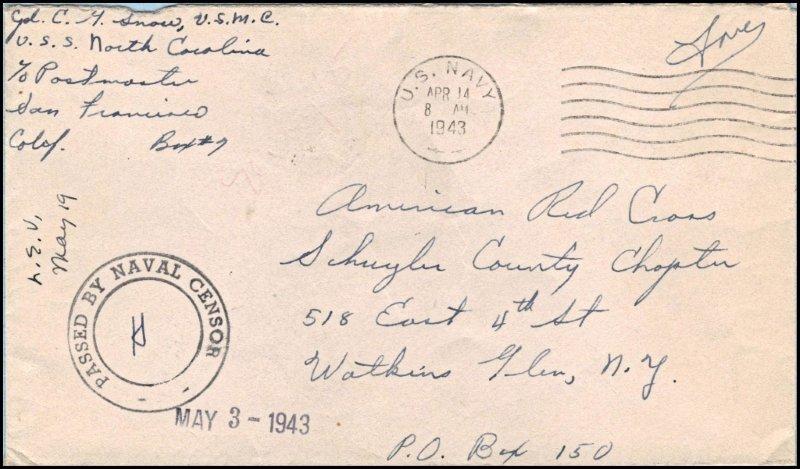 Cpl. C. H. Snow, U.S.M.C.
U.S.S. North Carolina
c/o Postmaster
San Francisco
Calif. Box #7
U.S. NAVY
APR 14
8 AM
1943
American Red Cross
Schuyler County Chapter
518 East 4th St
Watkins Glen, N.Y.
P.O. Box 150
May 19
PASSED BY NAVAL CENSOR
MAY 3 - 1943